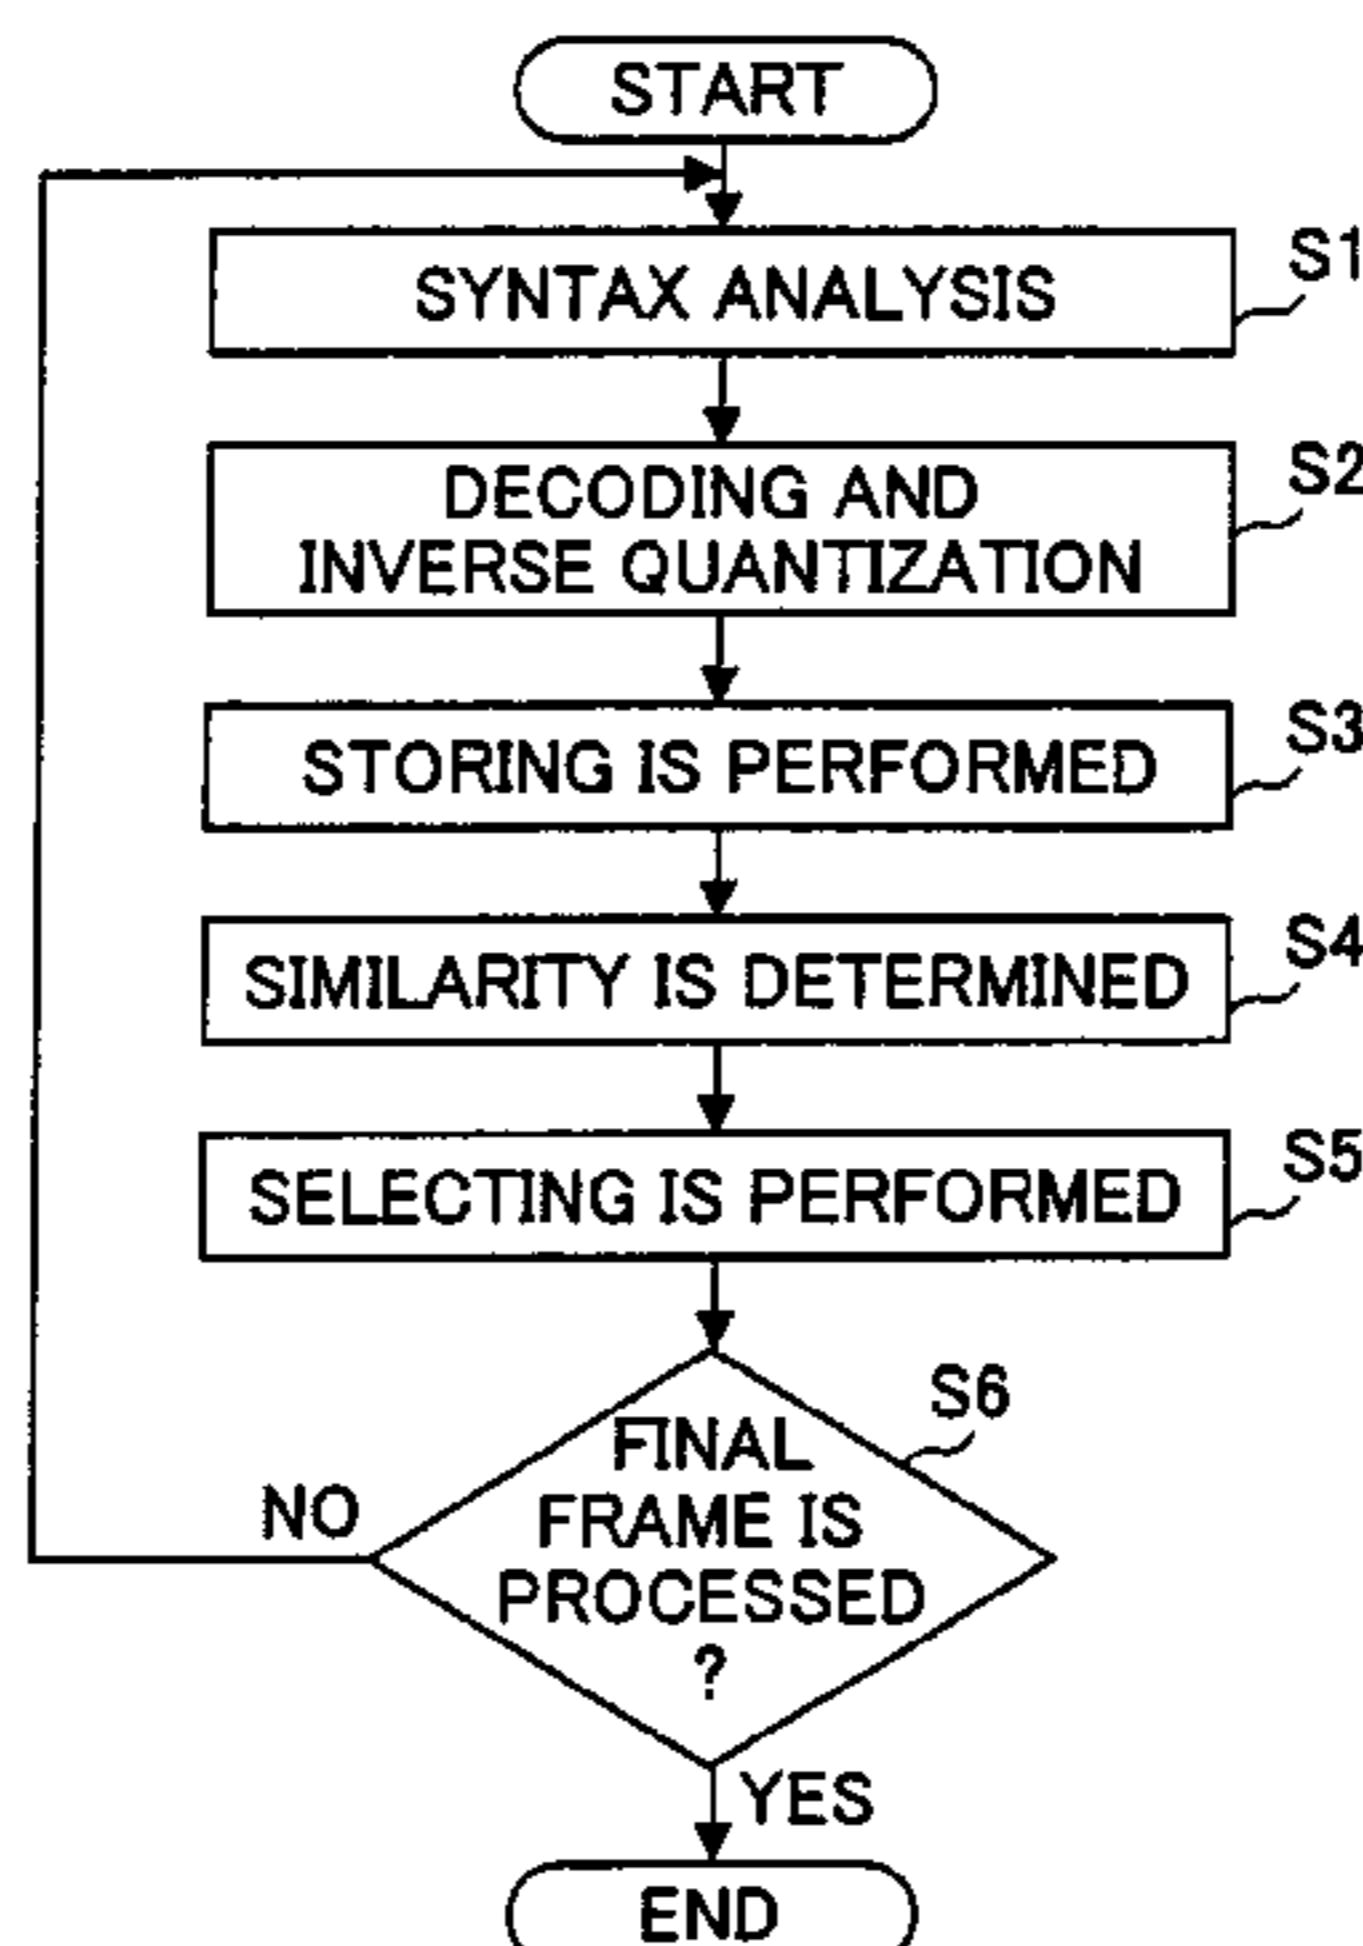 START
SYNTAX ANALYSIS
S1
DECODING AND
INVERSE QUANTIZATION
S2
STORING IS PERFORMED
S3
SIMILARITY IS DETERMINED
S4
SELECTING IS PERFORMED
S5
FINAL
FRAME IS
PROCESSED
?
S6
NO
YES
END